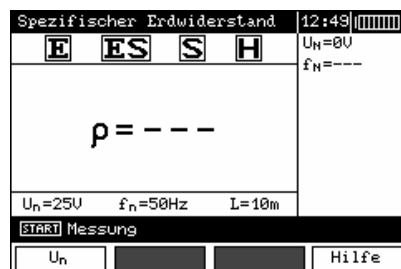 Spezifischer Erdwiderstand 12:49
E ES S H
U_N=0V
f_N=---
ρ=---
U_n=25V f_n=50Hz L=10m
START Messung
U_n Hilfe